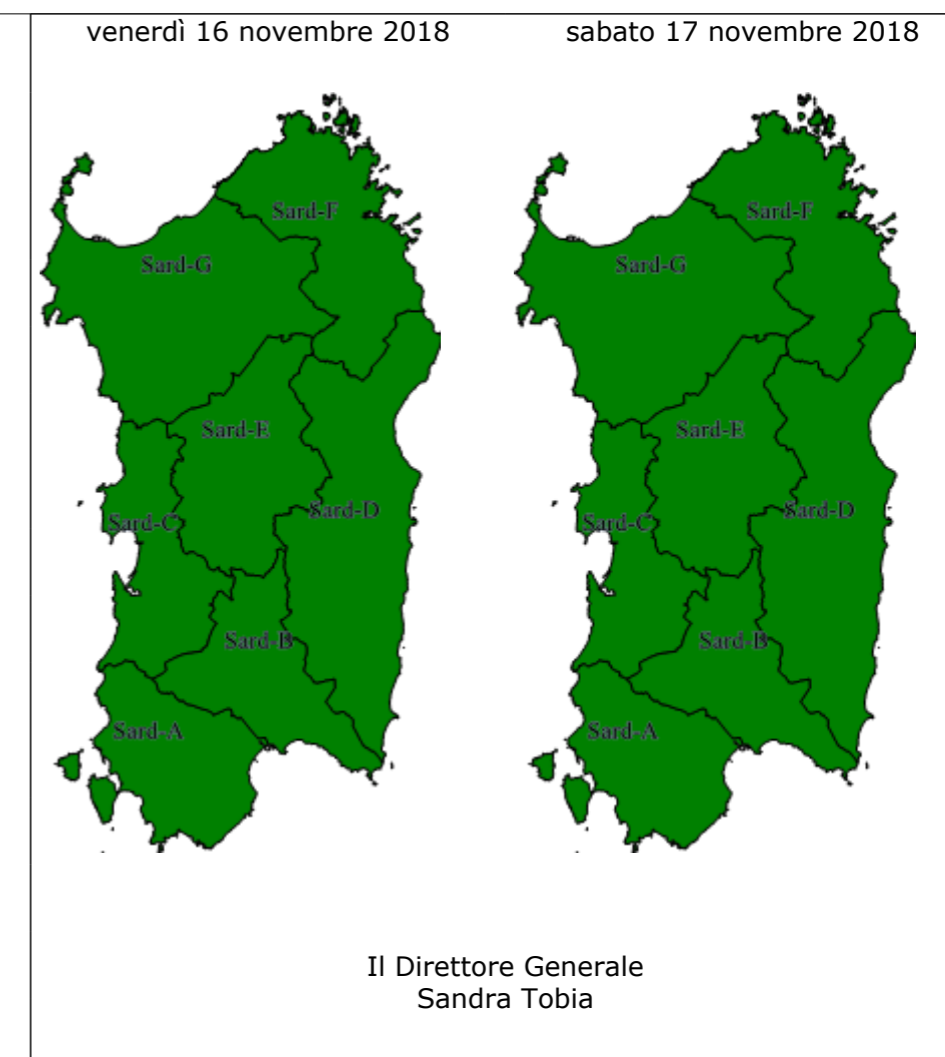 venerdì 16 novembre 2018
sabato 17 novembre 2018
Sard-F
Sard-G
Sard-E
Sard-D
Sard-C
Sard-B
Sard-A
Sard-F
Sard-G
Sard-E
Sard-D
Sard-C
Sard-B
Sard-A
Il Direttore Generale
Sandra Tobia